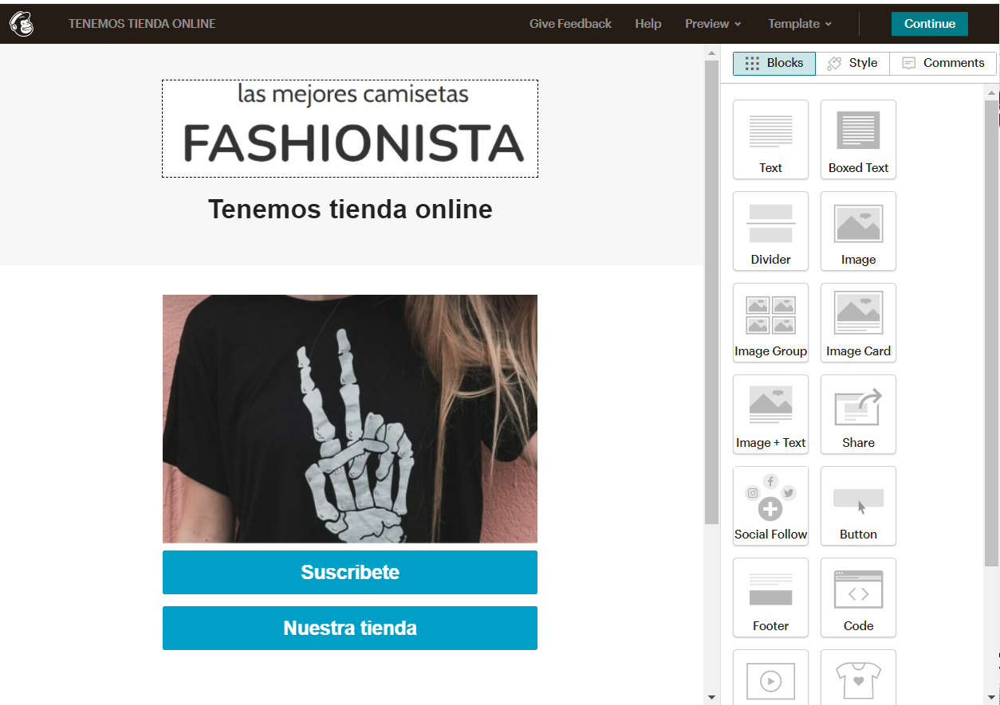 TENEMOS TIENDA ONLINE
Give Feedback
Help
Preview
Template
Continue
las mejores camisetas
FASHIONISTA
Tenemos tienda online
Suscribete
Nuestra tienda
Blocks
Style
Comments
Text
Boxed Text
Divider
Image
Image Group
Image Card
Image + Text
Share
Social Follow
Button
Footer
Code